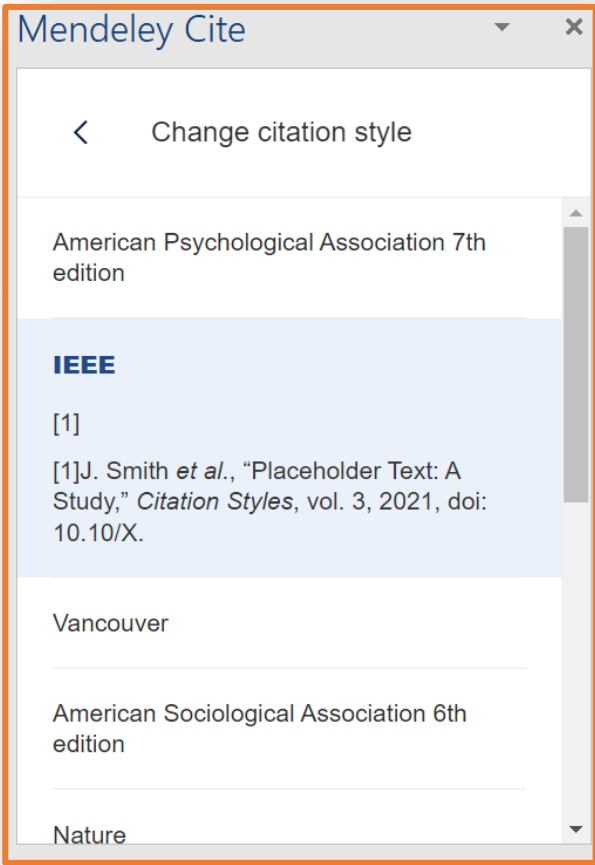 Mendeley Cite
Change citation style
American Psychological Association 7th
edition
IEEE
[1]
[1]J. Smith et al., “Placeholder Text: A
Study,” Citation Styles, vol. 3, 2021, doi:
10.10/X.
Vancouver
American Sociological Association 6th
edition
Nature